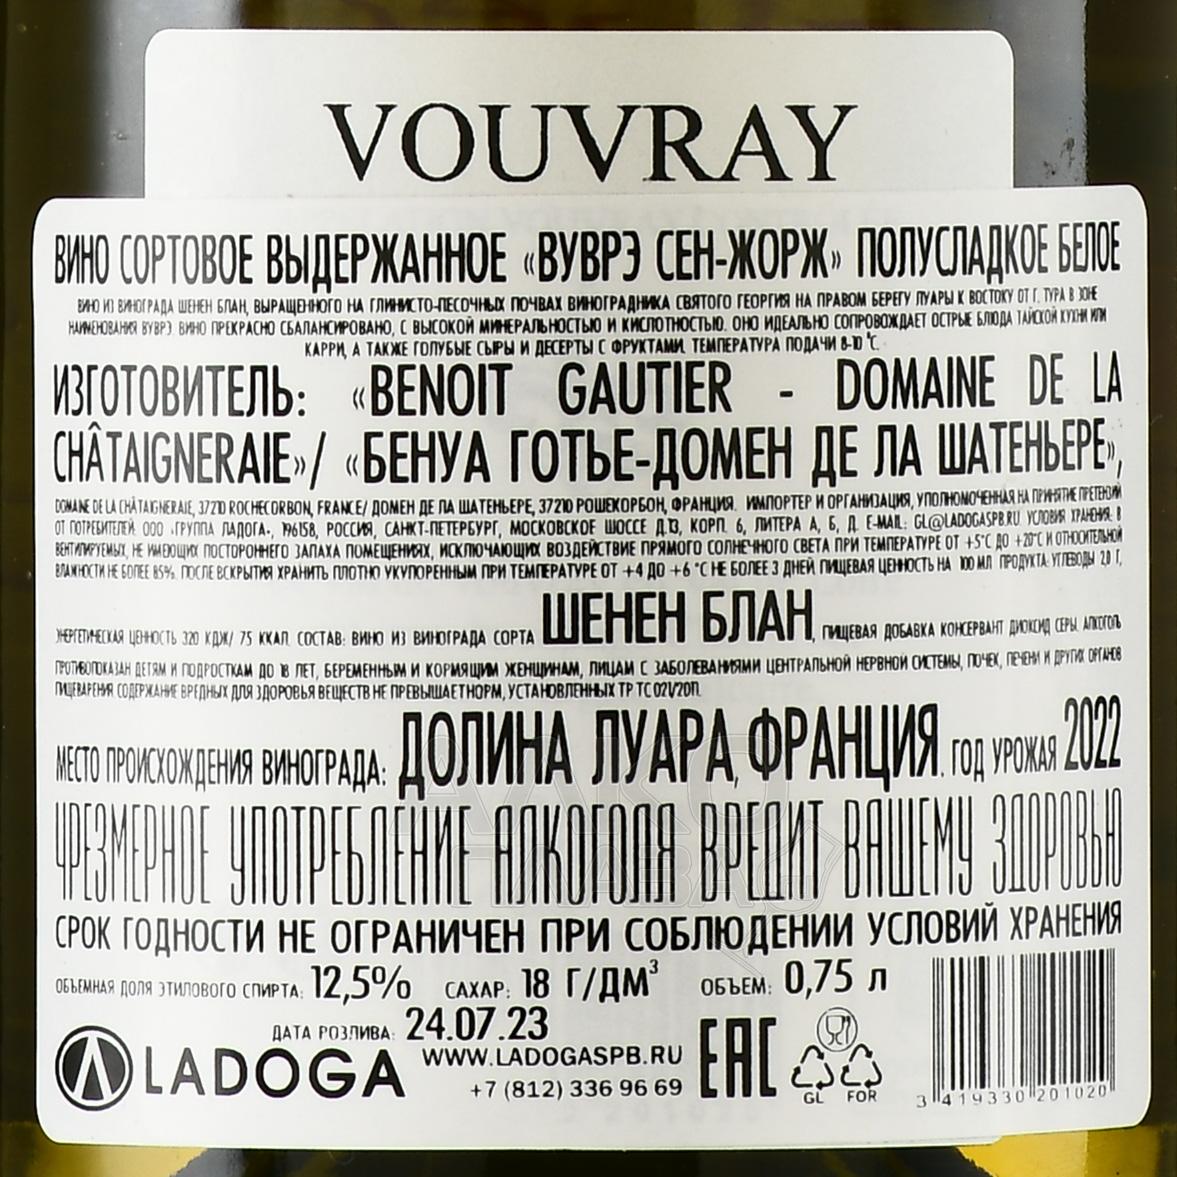 VOUVRAY
ВИНО СОРТОВОЕ ВЫДЕРЖАННОЕ «ВУВРЭ СЕН-ЖОРЖ» ПОЛУСЛАДКОЕ БЕЛОЕ
ВИНО ИЗ ВИНОГРАДА ШЕНЕН БЛАН, ВЫРАЩЕННОГО НА ГЛИНИСТО-ПЕСОЧНЫХ ПОЧВАХ ВИНОГРАДНИКА СВЯТОГО ГЕОРГИЯ НА ПРАВОМ БЕРЕГУ ЛУАРЫ К ВОСТОКУ ОТ Г. ТУРА В ЗОНЕ
НАИМЕНОВАНИЯ ВУВРЭ. ВИНО ПРЕКРАСНО СБАЛАНСИРОВАНО, С ВЫСОКОЙ МИНЕРАЛЬНОСТЬЮ И КИСЛОТНОСТЬЮ. ОНО ИДЕАЛЬНО СОПРОВОЖДАЕТ ОСТРЫЕ БЛЮДА ТАЙСКОЙ КУХНИ ИЛИ
КАРРИ, А ТАКЖЕ ГОЛУБЫЕ СЫРЫ И ДЕСЕРТЫ С ФРУКТАМИ. ТЕМПЕРАТУРА ПОДАЧИ 8-10 °С.
ИЗГОТОВИТЕЛЬ: «BENOIT GAUTIER - DOMAINE DE LA
CHÂTAIGNERAIE»/ «БЕНУА ГОТЬЕ-ДОМЕН ДЕ ЛА ШАТЕНЬЕРЕ»,
DOMAINE DE LA CHÂTAIGNERAIE, 37210 ROCHECORBON, FRANCE/ ДОМЕН ДЕ ЛА ШАТЕНЬЕРЕ, 37210 РОШЕКОРБОН, ФРАНЦИЯ. ИМПОРТЕР И ОРГАНИЗАЦИЯ, УПОЛНОМОЧЕННАЯ НА ПРИНЯТИЕ ПРЕТЕНЗИЙ
ОТ ПОТРЕБИТЕЛЕЙ: ООО «ГРУППА ЛАДОГА», 196158, РОССИЯ, САНКТ-ПЕТЕРБУРГ, МОСКОВСКОЕ ШОССЕ Д.13, КОРП. 6, ЛИТЕРА А, Б, Д. E-MAIL: GL@LADOGASPB.RU УСЛОВИЯ ХРАНЕНИЯ: В
ВЕНТИЛИРУЕМЫХ, НЕ ИМЕЮЩИХ ПОСТОРОННЕГО ЗАПАХА ПОМЕЩЕНИЯХ, ИСКЛЮЧАЮЩИХ ВОЗДЕЙСТВИЕ ПРЯМОГО СОЛНЕЧНОГО СВЕТА ПРИ ТЕМПЕРАТУРЕ ОТ +5°С ДО +20°С И ОТНОСИТЕЛЬНОЙ
ВЛАЖНОСТИ НЕ БОЛЕЕ 85%. ПОСЛЕ ВСКРЫТИЯ ХРАНИТЬ ПЛОТНО УКУПОРЕННЫМ ПРИ ТЕМПЕРАТУРЕ ОТ +4 ДО +6 °С НЕ БОЛЕЕ 3 ДНЕЙ. ПИЩЕВАЯ ЦЕННОСТЬ НА 100 МЛ ПРОДУКТА: УГЛЕВОДЫ 2,0 Г,
ЭНЕРГЕТИЧЕСКАЯ ЦЕННОСТЬ 320 КДЖ/ 75 ККАЛ. СОСТАВ: ВИНО ИЗ ВИНОГРАДА СОРТА ШЕНЕН БЛАН, ПИЩЕВАЯ ДОБАВКА КОНСЕРВАНТ ДИОКСИД СЕРЫ. АЛКОГОЛЬ
ПРОТИВОПОКАЗАН ДЕТЯМ И ПОДРОСТКАМ ДО 18 ЛЕТ, БЕРЕМЕННЫМ И КОРМЯЩИМ ЖЕНЩИНАМ, ЛИЦАМ С ЗАБОЛЕВАНИЯМИ ЦЕНТРАЛЬНОЙ НЕРВНОЙ СИСТЕМЫ, ПОЧЕК, ПЕЧЕНИ И ДРУГИХ ОРГАНОВ
ПИЩЕВАРЕНИЯ. СОДЕРЖАНИЕ ВРЕДНЫХ ДЛЯ ЗДОРОВЬЯ ВЕЩЕСТВ НЕ ПРЕВЫШАЕТ НОРМ, УСТАНОВЛЕННЫХ ТР ТС 021/2011.
МЕСТО ПРОИСХОЖДЕНИЯ ВИНОГРАДА: ДОЛИНА ЛУАРА, ФРАНЦИЯ. ГОД УРОЖАЯ 2022
ЧРЕЗМЕРНОЕ УПОТРЕБЛЕНИЕ АЛКОГОЛЯ ВРЕДИТ ВАШЕМУ ЗДОРОВЬЮ
СРОК ГОДНОСТИ НЕ ОГРАНИЧЕН ПРИ СОБЛЮДЕНИИ УСЛОВИЙ ХРАНЕНИЯ
ОБЪЕМНАЯ ДОЛЯ ЭТИЛОВОГО СПИРТА: 12,5% САХАР: 18 Г/ДМ³ ОБЪЕМ: 0,75 Л
ДАТА РОЗЛИВА: 24.07.23
LADOGA
WWW.LADOGASPB.RU
+7 (812) 336 96 69
EAC
GL FOR
3 419330 201020
АЛКО
ГЛАВА